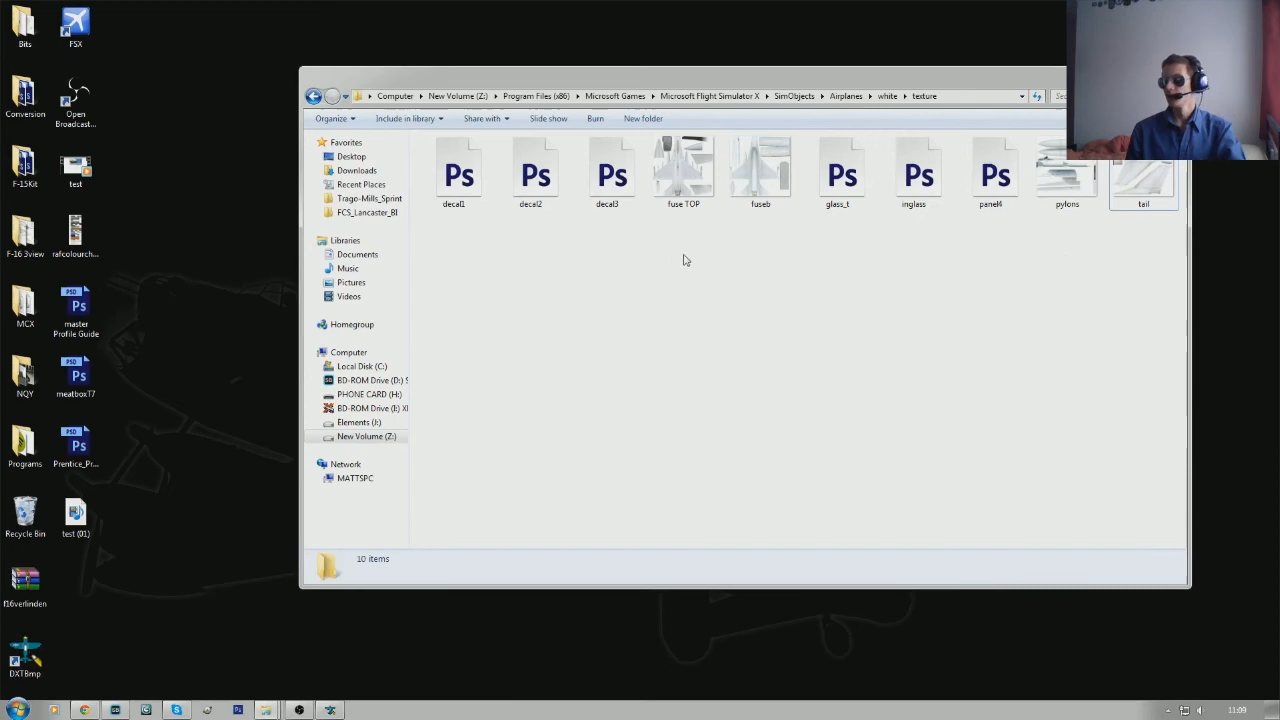 Bits
FSX
Conversion
Open
Broadcast...
F-15Kit
test
F-16 3view
rafcolourch...
MCX
master
Profile Guide
NQY
meatboxT7
Programs
Prentice_Pr...
Recycle Bin
test (01)
f16verlinden
DXTBmp
Computer
New Volume (Z:)
Program Files (x86)
Microsoft Games
Microsoft Flight Simulator X
SimObjects
Airplanes
white
texture
Organize
Include in library
Share with
Slide show
Burn
New folder
Favorites
Desktop
Downloads
Recent Places
Trago-Mills_Sprint
FCS_Lancaster_BI
Libraries
Documents
Music
Pictures
Videos
Homegroup
Computer
Local Disk (C:)
BD-ROM Drive (D:) S
PHONE CARD (H:)
BD-ROM Drive (I:) XI
Elements (J:)
New Volume (Z:)
Network
MATTSPC
Ps
decal1
Ps
decal2
Ps
decal3
fuse TOP
fuseb
Ps
glass_t
Ps
inglass
Ps
panel4
pylons
tail
10 items
11:09